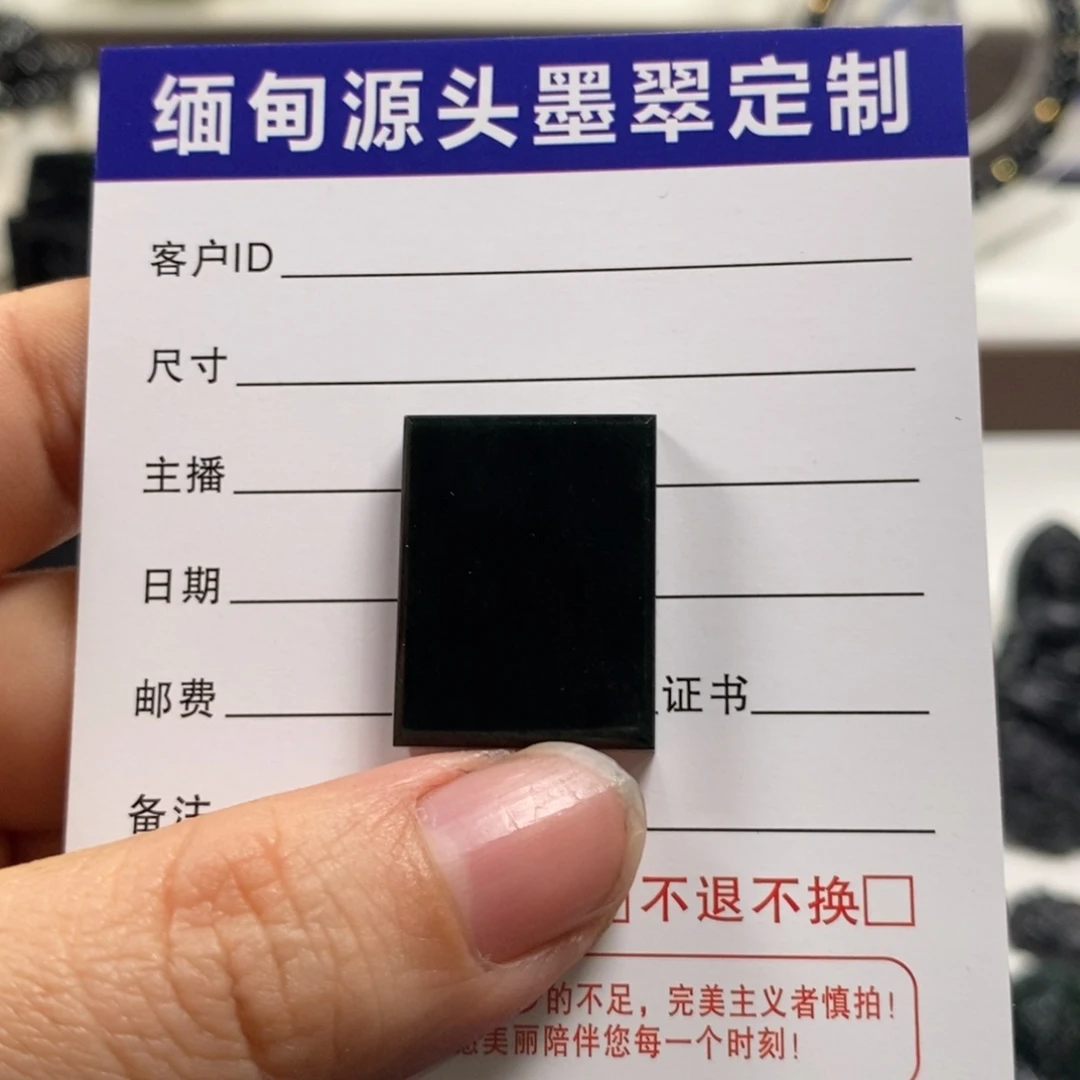 缅甸源头墨翠定制
客户ID
尺寸
主播
日期
邮费 证书
备注
不退不换□
的不足，完美主义者慎拍！
美丽陪伴您每一个时刻！